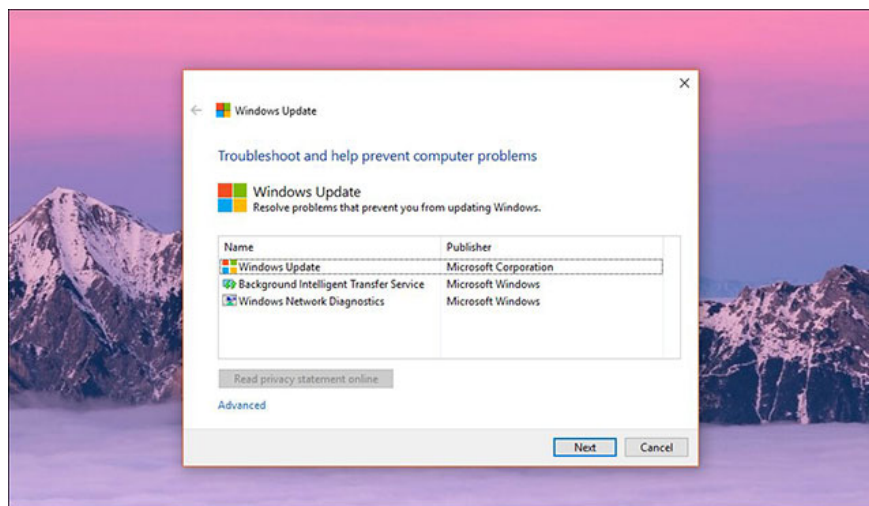 Windows Update
Troubleshoot and help prevent computer problems
Windows Update
Resolve problems that prevent you from updating Windows.
Name Publisher
Windows Update Microsoft Corporation
Background Intelligent Transfer Service Microsoft Windows
Windows Network Diagnostics Microsoft Windows
Read privacy statement online
Advanced
Next Cancel